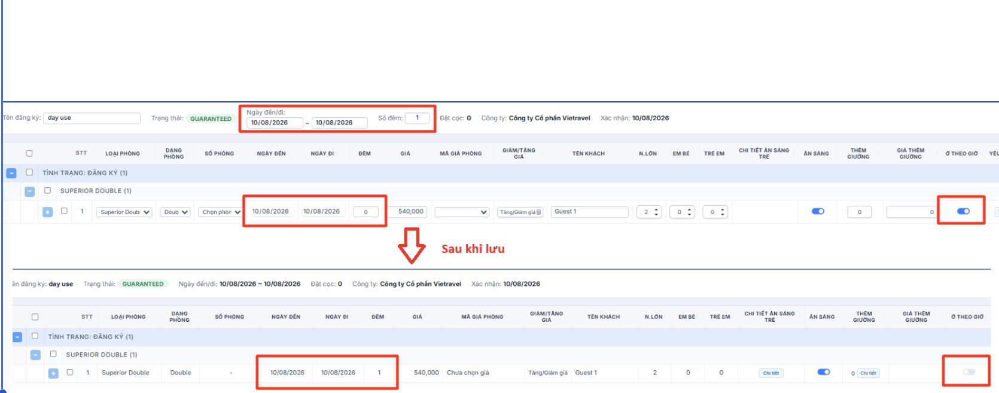 Ngày đến/đi:
Tên đăng ký: day use Trạng thái: GUARANTEED 10/08/2026 ~ 10/08/2026 Số đêm: 1 Đặt cọc: 0 Công ty: Công ty Cổ phần Vietravel Xác nhận: 10/08/2026
STT LOẠI PHÒNG DẠNG PHÒNG SỐ PHÒNG NGÀY ĐẾN NGÀY ĐI ĐÊM GIÁ MÃ GIÁ PHÒNG GIẢM/TĂNG GIÁ TÊN KHÁCH N.LỚN EM BÉ TRẺ EM CHI TIẾT ĂN SÁNG TRẺ ĂN SÁNG THÊM GIƯỜNG GIÁ THÊM GIƯỜNG Ở THEO GIỜ
TÌNH TRẠNG: ĐĂNG KÝ (1)
SUPERIOR DOUBLE (1)
1 Superior Doub Doub Chọn phòn 10/08/2026 10/08/2026 0 540,000 Tăng/Giảm giá Guest 1 2 0 0 0 0
Sau khi lưu
ên đăng ký: day use Trạng thái: GUARANTEED Ngày đến/đi: 10/08/2026 ~ 10/08/2026 Đặt cọc: 0 Công ty: Công ty Cổ phần Vietravel Xác nhận: 10/08/2026
STT LOẠI PHÒNG DẠNG PHÒNG SỐ PHÒNG NGÀY ĐẾN NGÀY ĐI ĐÊM GIÁ MÃ GIÁ PHÒNG GIẢM/TĂNG GIÁ TÊN KHÁCH N.LỚN EM BÉ TRẺ EM CHI TIẾT ĂN SÁNG TRẺ ĂN SÁNG THÊM GIƯỜNG GIÁ THÊM GIƯỜNG Ở THEO GIỜ
TÌNH TRẠNG: ĐĂNG KÝ (1)
SUPERIOR DOUBLE (1)
1 Superior Double Double - 10/08/2026 10/08/2026 1 540,000 Chưa chọn giá Tăng/Giảm giá Guest 1 2 0 0 Chi tiết 0 Chi tiết